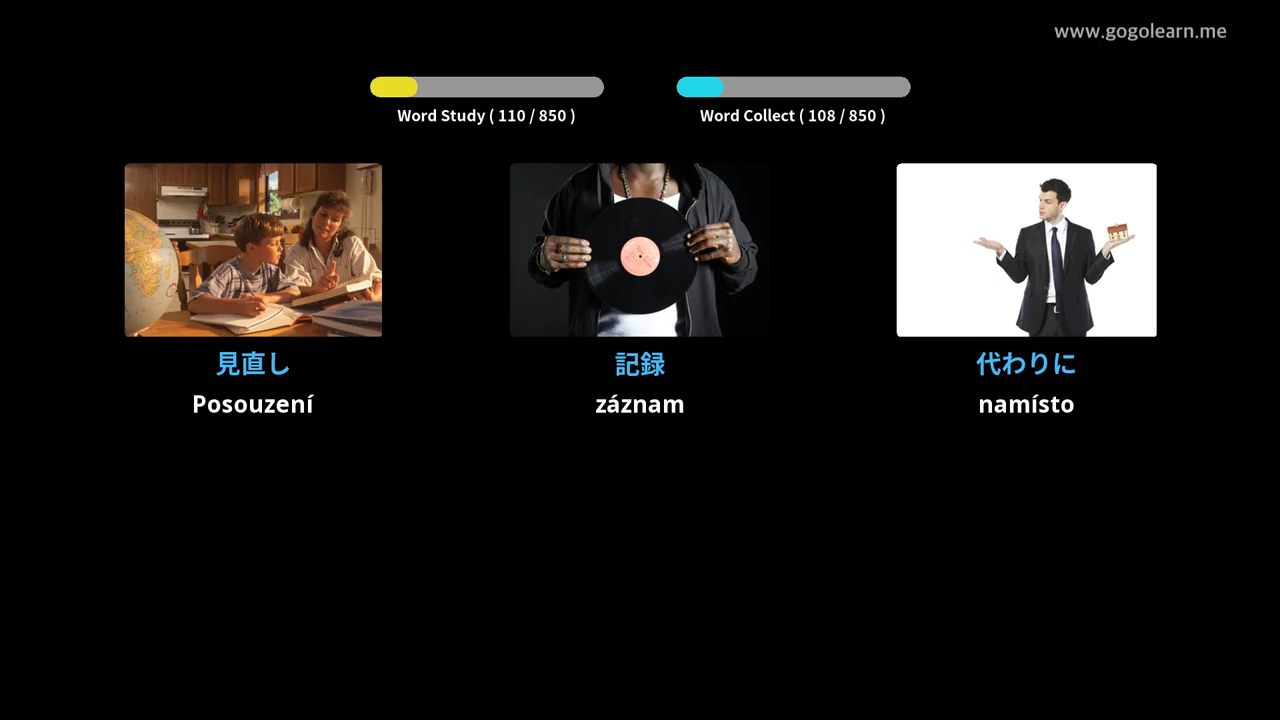 www.gogolearn.me
Word Study ( 110 / 850 )
Word Collect ( 108 / 850 )
見直し
記録
代わりに
Posouzení
záznam
namísto